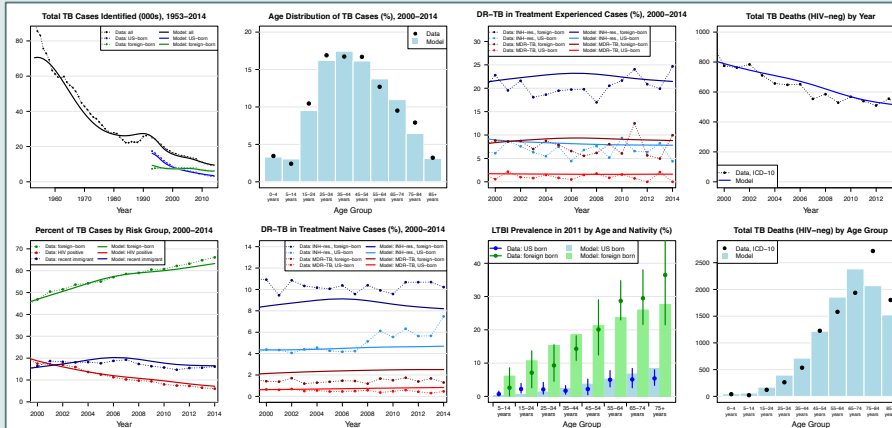 Total TB Cases Identified (000s), 1953–2014
Data: all
Data: US-born
Data: foreign-born
Model: all
Model: US-born
Model: foreign-born
80
60
40
20
0
1960 1970 1980 1990 2000 2010
Year
Age Distribution of TB Cases (%), 2000–2014
Data
Model
20
15
10
5
0
0–4 years
5–14 years
15–24 years
25–34 years
35–44 years
45–54 years
55–64 years
65–74 years
75–84 years
85+ years
Age Group
DR–TB in Treatment Experienced Cases (%), 2000–2014
Data: INH–res., foreign–born
Data: INH–res., US–born
Data: MDR–TB, foreign–born
Data: MDR–TB, US–born
Model: INH–res., foreign–born
Model: INH–res., US–born
Model: MDR–TB, foreign–born
Model: MDR–TB, US–born
30
20
10
0
2000 2002 2004 2006 2008 2010 2012 2014
Year
Total TB Deaths (HIV–neg) by Year
1000
800
600
400
200
0
Data, ICD–10
Model
2000 2002 2004 2006 2008 2010 2012
Year
Percent of TB Cases by Risk Group, 2000–2014
Data: foreign–born
Data: HIV positive
Data: recent immigrant
Model: foreign–born
Model: HIV positive
Model: recent immigrant
80
60
40
20
0
2000 2002 2004 2006 2008 2010 2012 2014
Year
DR–TB in Treatment Naive Cases (%), 2000–2014
Data: INH–res., foreign–born
Data: INH–res., US–born
Data: MDR–TB, foreign–born
Data: MDR–TB, US–born
Model: INH–res., foreign–born
Model: INH–res., US–born
Model: MDR–TB, foreign–born
Model: MDR–TB, US–born
14
12
10
8
6
4
2
0
2000 2002 2004 2006 2008 2010 2012 2014
Year
LTBI Prevalence in 2011 by Age and Nativity (%)
Data: US born
Data: foreign born
Model: US born
Model: foreign born
40
30
20
10
0
5–14 years
15–24 years
25–34 years
35–44 years
45–54 years
55–64 years
65–74 years
75+ years
Age Group
Total TB Deaths (HIV–neg) by Age Group
Data, ICD–10
Model
2500
2000
1500
1000
500
0
0–4 years
5–14 years
15–24 years
25–34 years
35–44 years
45–54 years
55–64 years
65–74 years
75–84 years
Age Group